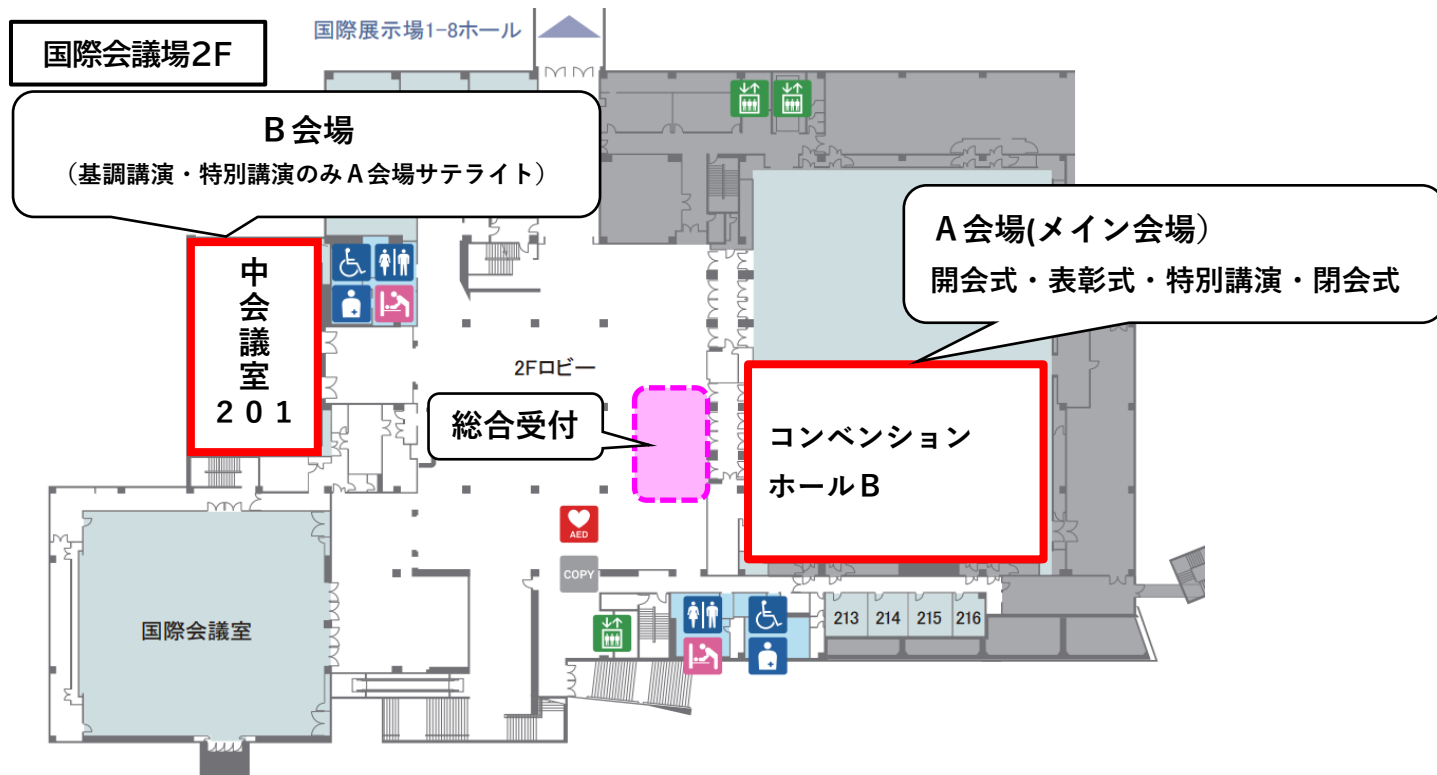 国際会議場2F
国際展示場1-8ホール
B会場
（基調講演・特別講演のみA会場サテライト）
A会場(メイン会場）
開会式・表彰式・特別講演・閉会式
中会議室201
2Fロビー
総合受付
コンベンション
ホールB
AED
COPY
国際会議室
213 214 215 216